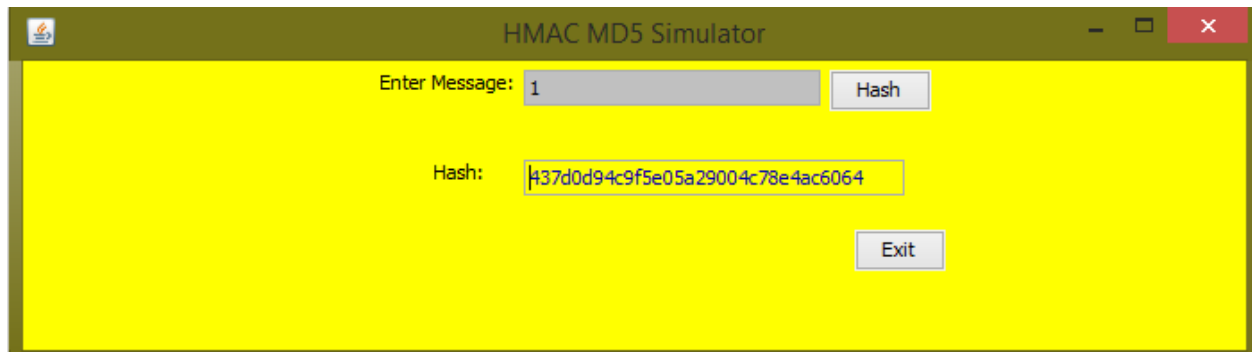 HMAC MD5 Simulator
Enter Message: 1 Hash
Hash: 437d0d94c9f5e05a29004c78e4ac6064
Exit